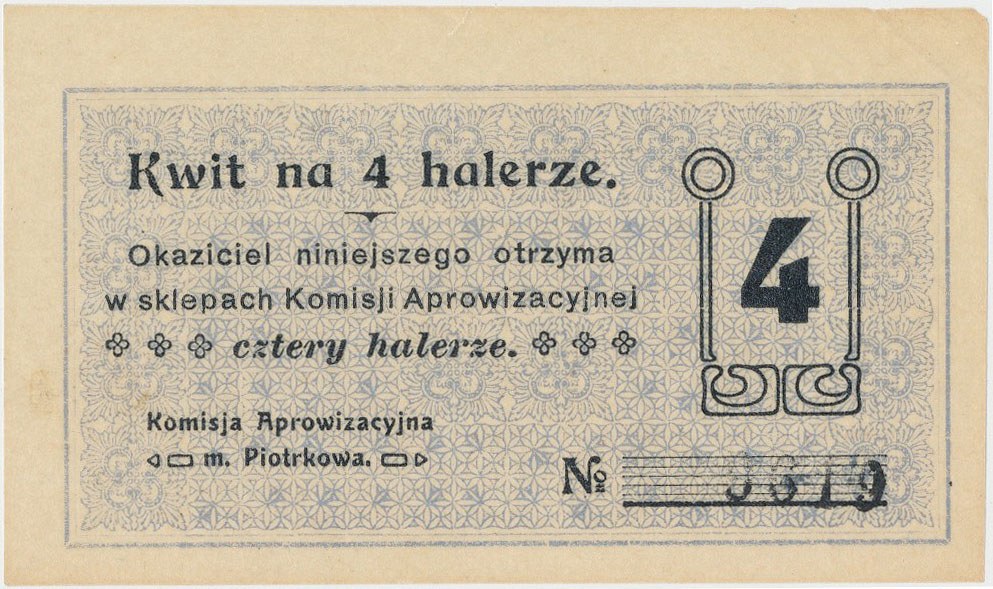 Kwit na 4 halerze.
Okaziciel niniejszego otrzyma
w sklepach Komisji Aprowizacyjnej
cztery halerze.
Komisja Aprowizacyjna
m. Piotrkowa.
4
№